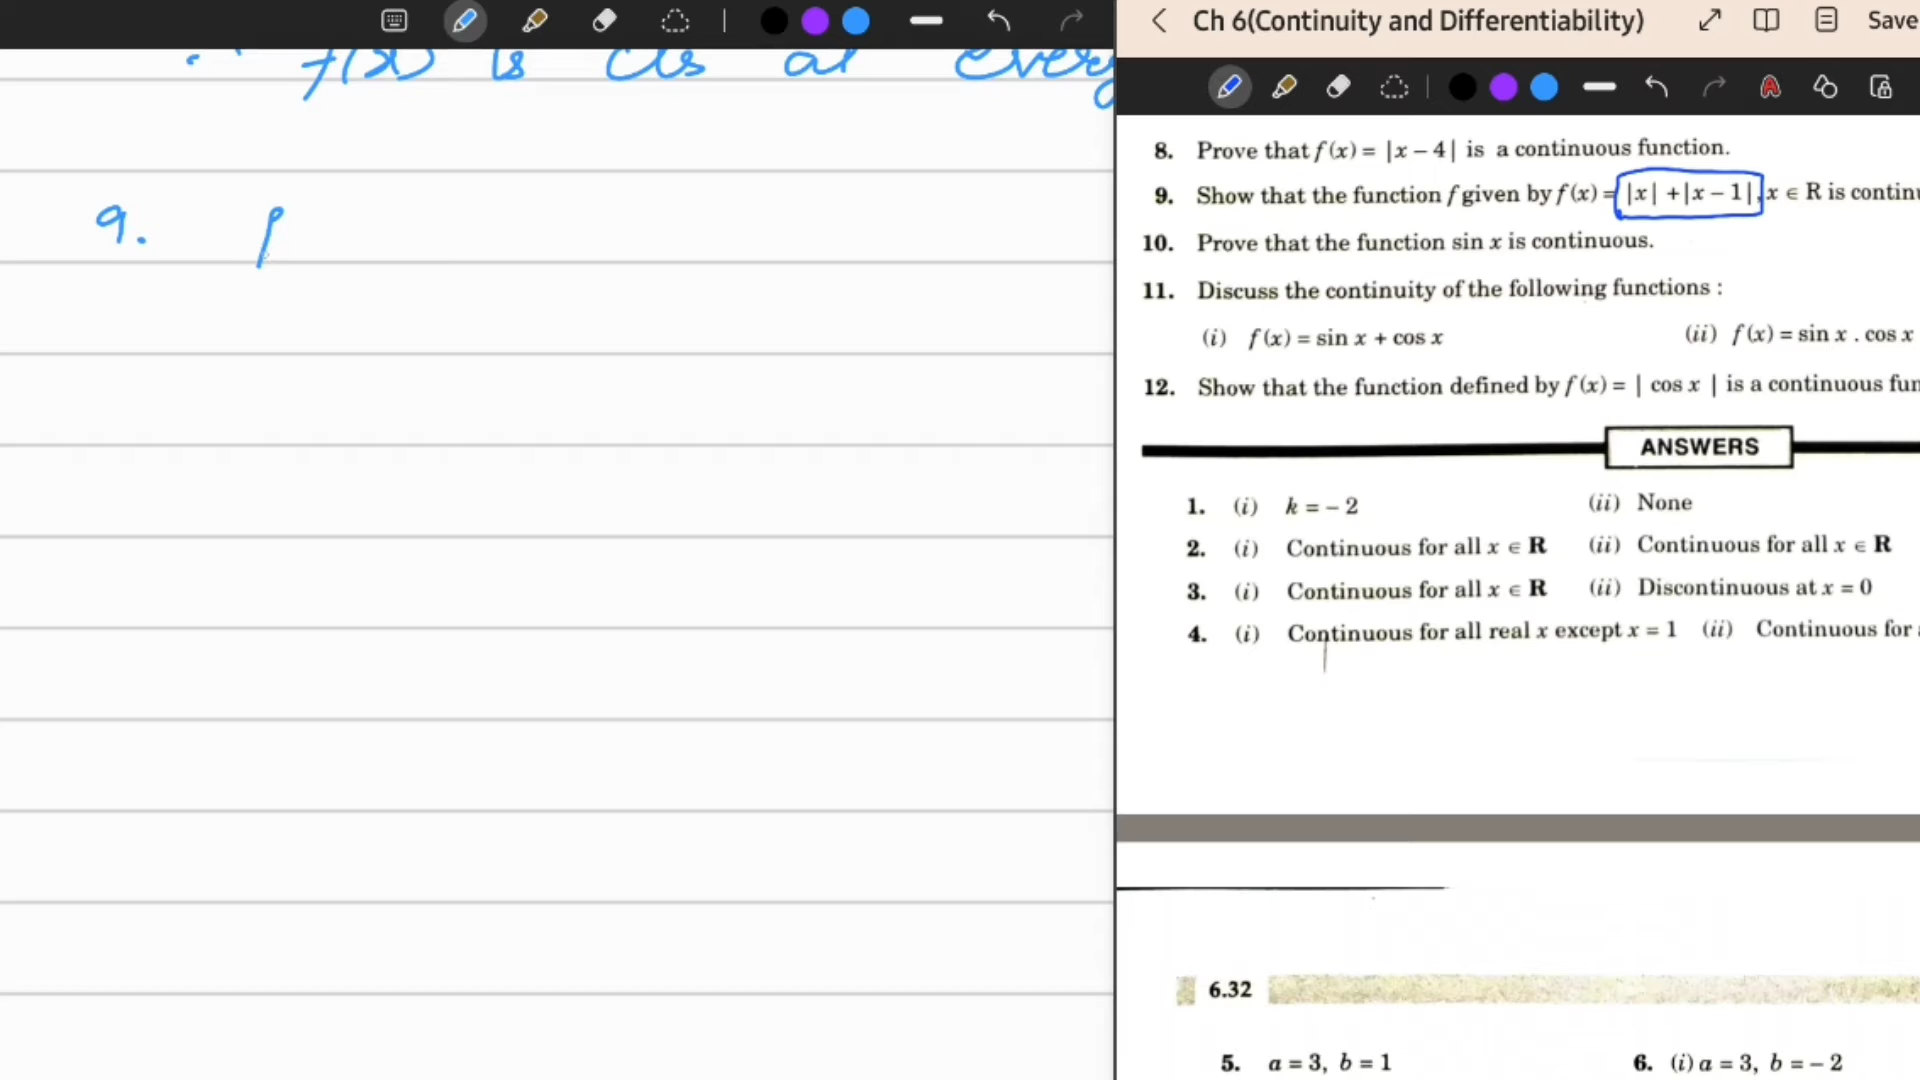 ∴ f(x) is cts at every
9.
Ch 6(Continuity and Differentiability)
Save
8. Prove that f (x) = |x – 4| is a continuous function.
9. Show that the function f given by f (x) = |x| + |x – 1|, x ∈ R is contin
10. Prove that the function sin x is continuous.
11. Discuss the continuity of the following functions :
(i) f (x) = sin x + cos x (ii) f (x) = sin x . cos x
12. Show that the function defined by f (x) = | cos x | is a continuous fun
ANSWERS
1. (i) k = – 2 (ii) None
2. (i) Continuous for all x ∈ R (ii) Continuous for all x ∈ R
3. (i) Continuous for all x ∈ R (ii) Discontinuous at x = 0
4. (i) Continuous for all real x except x = 1 (ii) Continuous for
6.32
5. a = 3, b = 1 6. (i) a = 3, b = – 2